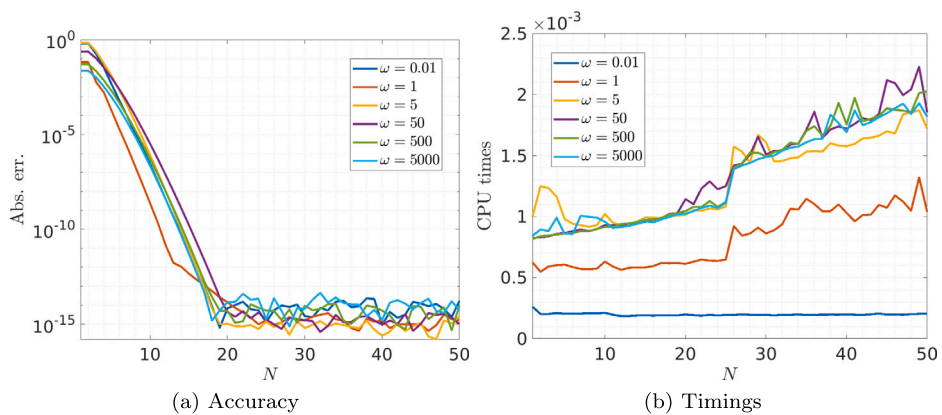 10^0
10^-5
10^-10
10^-15
Abs. err.
10 20 30 40 50
N
ω = 0.01
ω = 1
ω = 5
ω = 50
ω = 500
ω = 5000
(a) Accuracy
×10^-3
2.5
2
1.5
1
0.5
0
CPU times
10 20 30 40 50
N
ω = 0.01
ω = 1
ω = 5
ω = 50
ω = 500
ω = 5000
(b) Timings